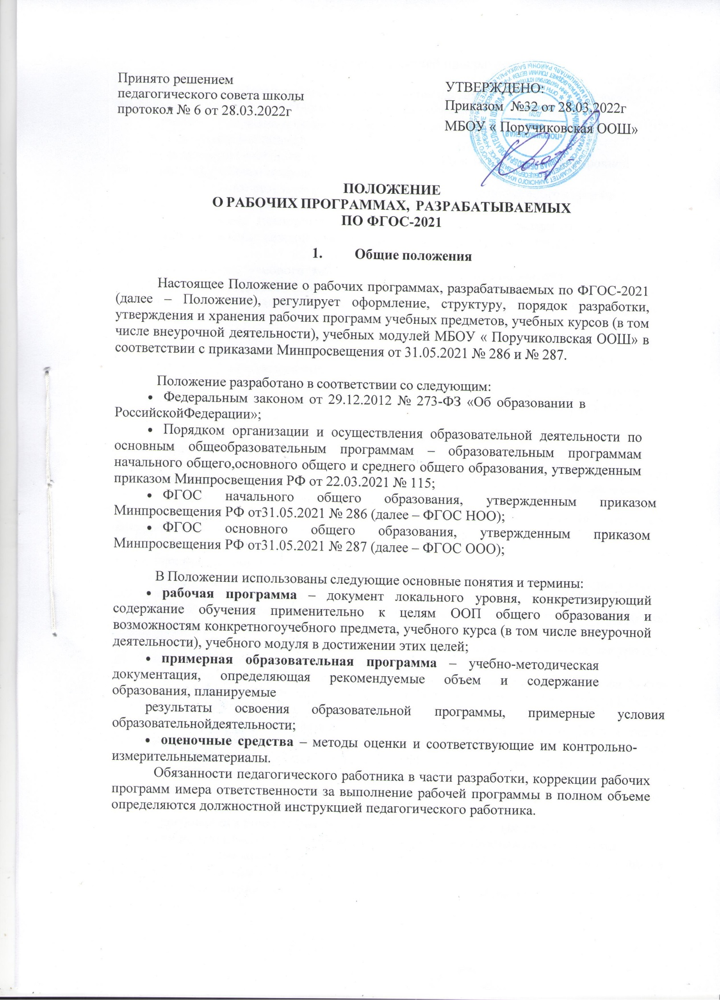 Принято решением
педагогического совета школы
протокол № 6 от 28.03.2022г
УТВЕРЖДЕНО:
Приказом №32 от 28.03.2022г
МБОУ « Поручиковская ООШ»
ПОЛОЖЕНИЕ
О РАБОЧИХ ПРОГРАММАХ, РАЗРАБАТЫВАЕМЫХ
ПО ФГОС-2021
1. Общие положения
Настоящее Положение о рабочих программах, разрабатываемых по ФГОС-2021
(далее – Положение), регулирует оформление, структуру, порядок разработки,
утверждения и хранения рабочих программ учебных предметов, учебных курсов (в том
числе внеурочной деятельности), учебных модулей МБОУ « Поручиколвская ООШ» в
соответствии с приказами Минпросвещения от 31.05.2021 № 286 и № 287.
Положение разработано в соответствии со следующим:
• Федеральным законом от 29.12.2012 № 273-ФЗ «Об образовании в
РоссийскойФедерации»;
• Порядком организации и осуществления образовательной деятельности по
основным общеобразовательным программам – образовательным программам
начального общего,основного общего и среднего общего образования, утвержденным
приказом Минпросвещения РФ от 22.03.2021 № 115;
• ФГОС начального общего образования, утвержденным приказом
Минпросвещения РФ от31.05.2021 № 286 (далее – ФГОС НОО);
• ФГОС основного общего образования, утвержденным приказом
Минпросвещения РФ от31.05.2021 № 287 (далее – ФГОС ООО);
В Положении использованы следующие основные понятия и термины:
• рабочая программа – документ локального уровня, конкретизирующий
содержание обучения применительно к целям ООП общего образования и
возможностям конкретногоучебного предмета, учебного курса (в том числе внеурочной
деятельности), учебного модуля в достижении этих целей;
• примерная образовательная программа – учебно-методическая
документация, определяющая рекомендуемые объем и содержание
образования, планируемые
результаты освоения образовательной программы, примерные условия
образовательнойдеятельности;
• оценочные средства – методы оценки и соответствующие им контрольно-
измерительныематериалы.
Обязанности педагогического работника в части разработки, коррекции рабочих
программ имера ответственности за выполнение рабочей программы в полном объеме
определяются должностной инструкцией педагогического работника.